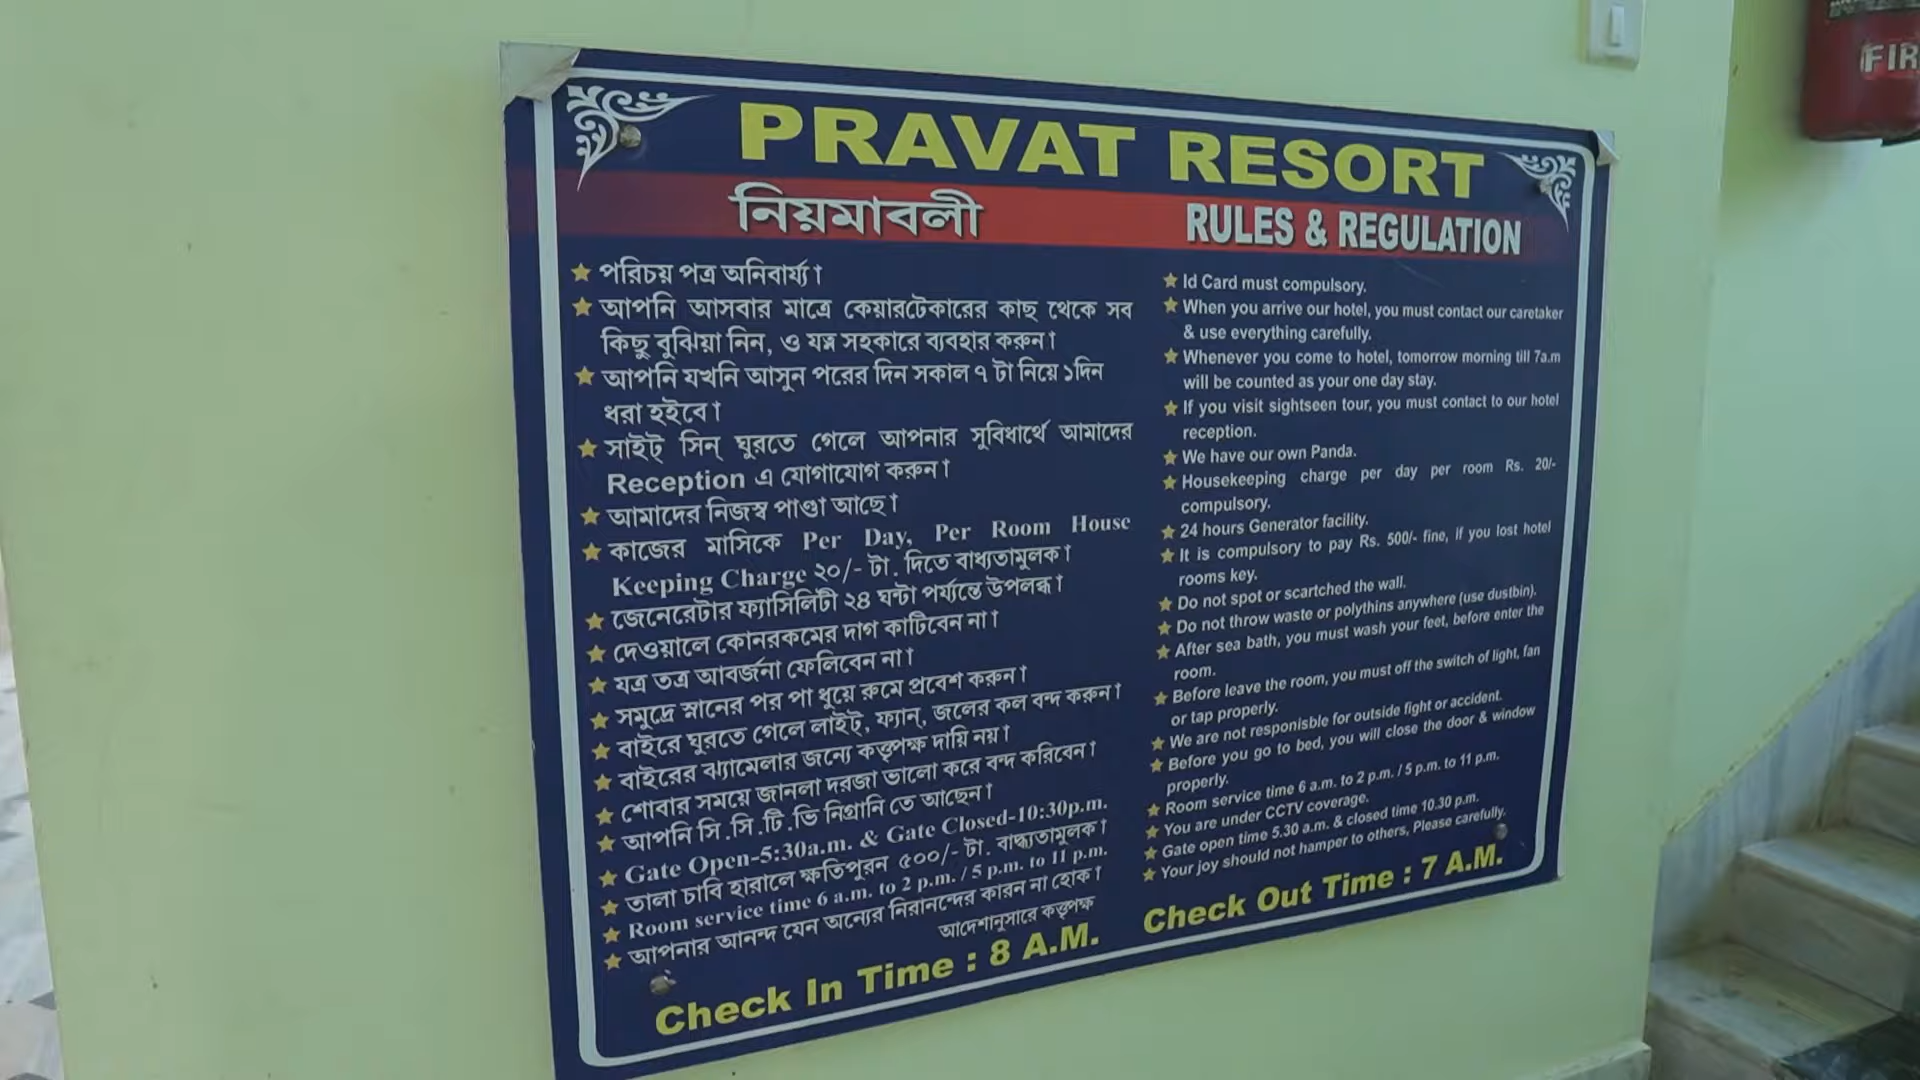 PRAVAT RESORT
নিয়মাবলী
পরিচয় পত্র অনিবার্য্য।
আপনি আসবার মাত্রে কেয়ারটেকারের কাছ থেকে সব
কিছু বুঝিয়া নিন, ও যত্ন সহকারে ব্যবহার করুন।
আপনি যখনি আসুন পরের দিন সকাল ৭ টা নিয়ে ১দিন
ধরা হইবে।
সাইট্ সিন্ ঘুরতে গেলে আপনার সুবিধার্থে আমাদের
Reception এ যোগাযোগ করুন।
আমাদের নিজস্ব পাণ্ডা আছে।
কাজের মাসিকে Per Day, Per Room House
Keeping Charge ২০/- টা. দিতে বাধ্যতামুলক।
জেনেরেটার ফ্যাসিলিটী ২৪ ঘন্টা পর্য্যন্তে উপলব্ধ।
দেওয়ালে কোনরকমের দাগ কাটিবেন না।
যত্র তত্র আবর্জনা ফেলিবেন না।
সমুদ্রে স্নানের পর পা ধুয়ে রুমে প্রবেশ করুন।
বাইরে ঘুরতে গেলে লাইট্, ফ্যান্, জলের কল বন্দ করুন।
বাইরের ঝ্যামেলার জন্যে কত্তৃপক্ষ দায়ি নয়।
শোবার সময়ে জানলা দরজা ভালো করে বন্দ করিবেন।
আপনি সি.সি.টি.ভি নিগ্রানি তে আছেন।
Gate Open-5:30a.m. & Gate Closed-10:30p.m.
তালা চাবি হারালে ক্ষতিপুরন ৫০০/- টা. বাদ্ধ্যতামুলক।
Room service time 6 a.m. to 2 p.m. / 5 p.m. to 11 p.m.
আপনার আনন্দ যেন অন্যের নিরানন্দের কারন না হোক।
আদেশানুসারে কত্তৃপক্ষ
Check In Time : 8 A.M.
RULES & REGULATION
Id Card must compulsory.
When you arrive our hotel, you must contact our caretaker
& use everything carefully.
Whenever you come to hotel, tomorrow morning till 7a.m
will be counted as your one day stay.
If you visit sightseen tour, you must contact to our hotel
reception.
We have our own Panda.
Housekeeping charge per day per room Rs. 20/-
compulsory.
24 hours Generator facility.
It is compulsory to pay Rs. 500/- fine, if you lost hotel
rooms key.
Do not spot or scartched the wall.
Do not throw waste or polythins anywhere (use dustbin).
After sea bath, you must wash your feet, before enter the
room.
Before leave the room, you must off the switch of light, fan
or tap properly.
We are not responisble for outside fight or accident.
Before you go to bed, you will close the door & window
properly.
Room service time 6 a.m. to 2 p.m. / 5 p.m. to 11 p.m.
You are under CCTV coverage.
Gate open time 5.30 a.m. & closed time 10.30 p.m.
Your joy should not hamper to others, Please carefully.
Check Out Time : 7 A.M.
FIR